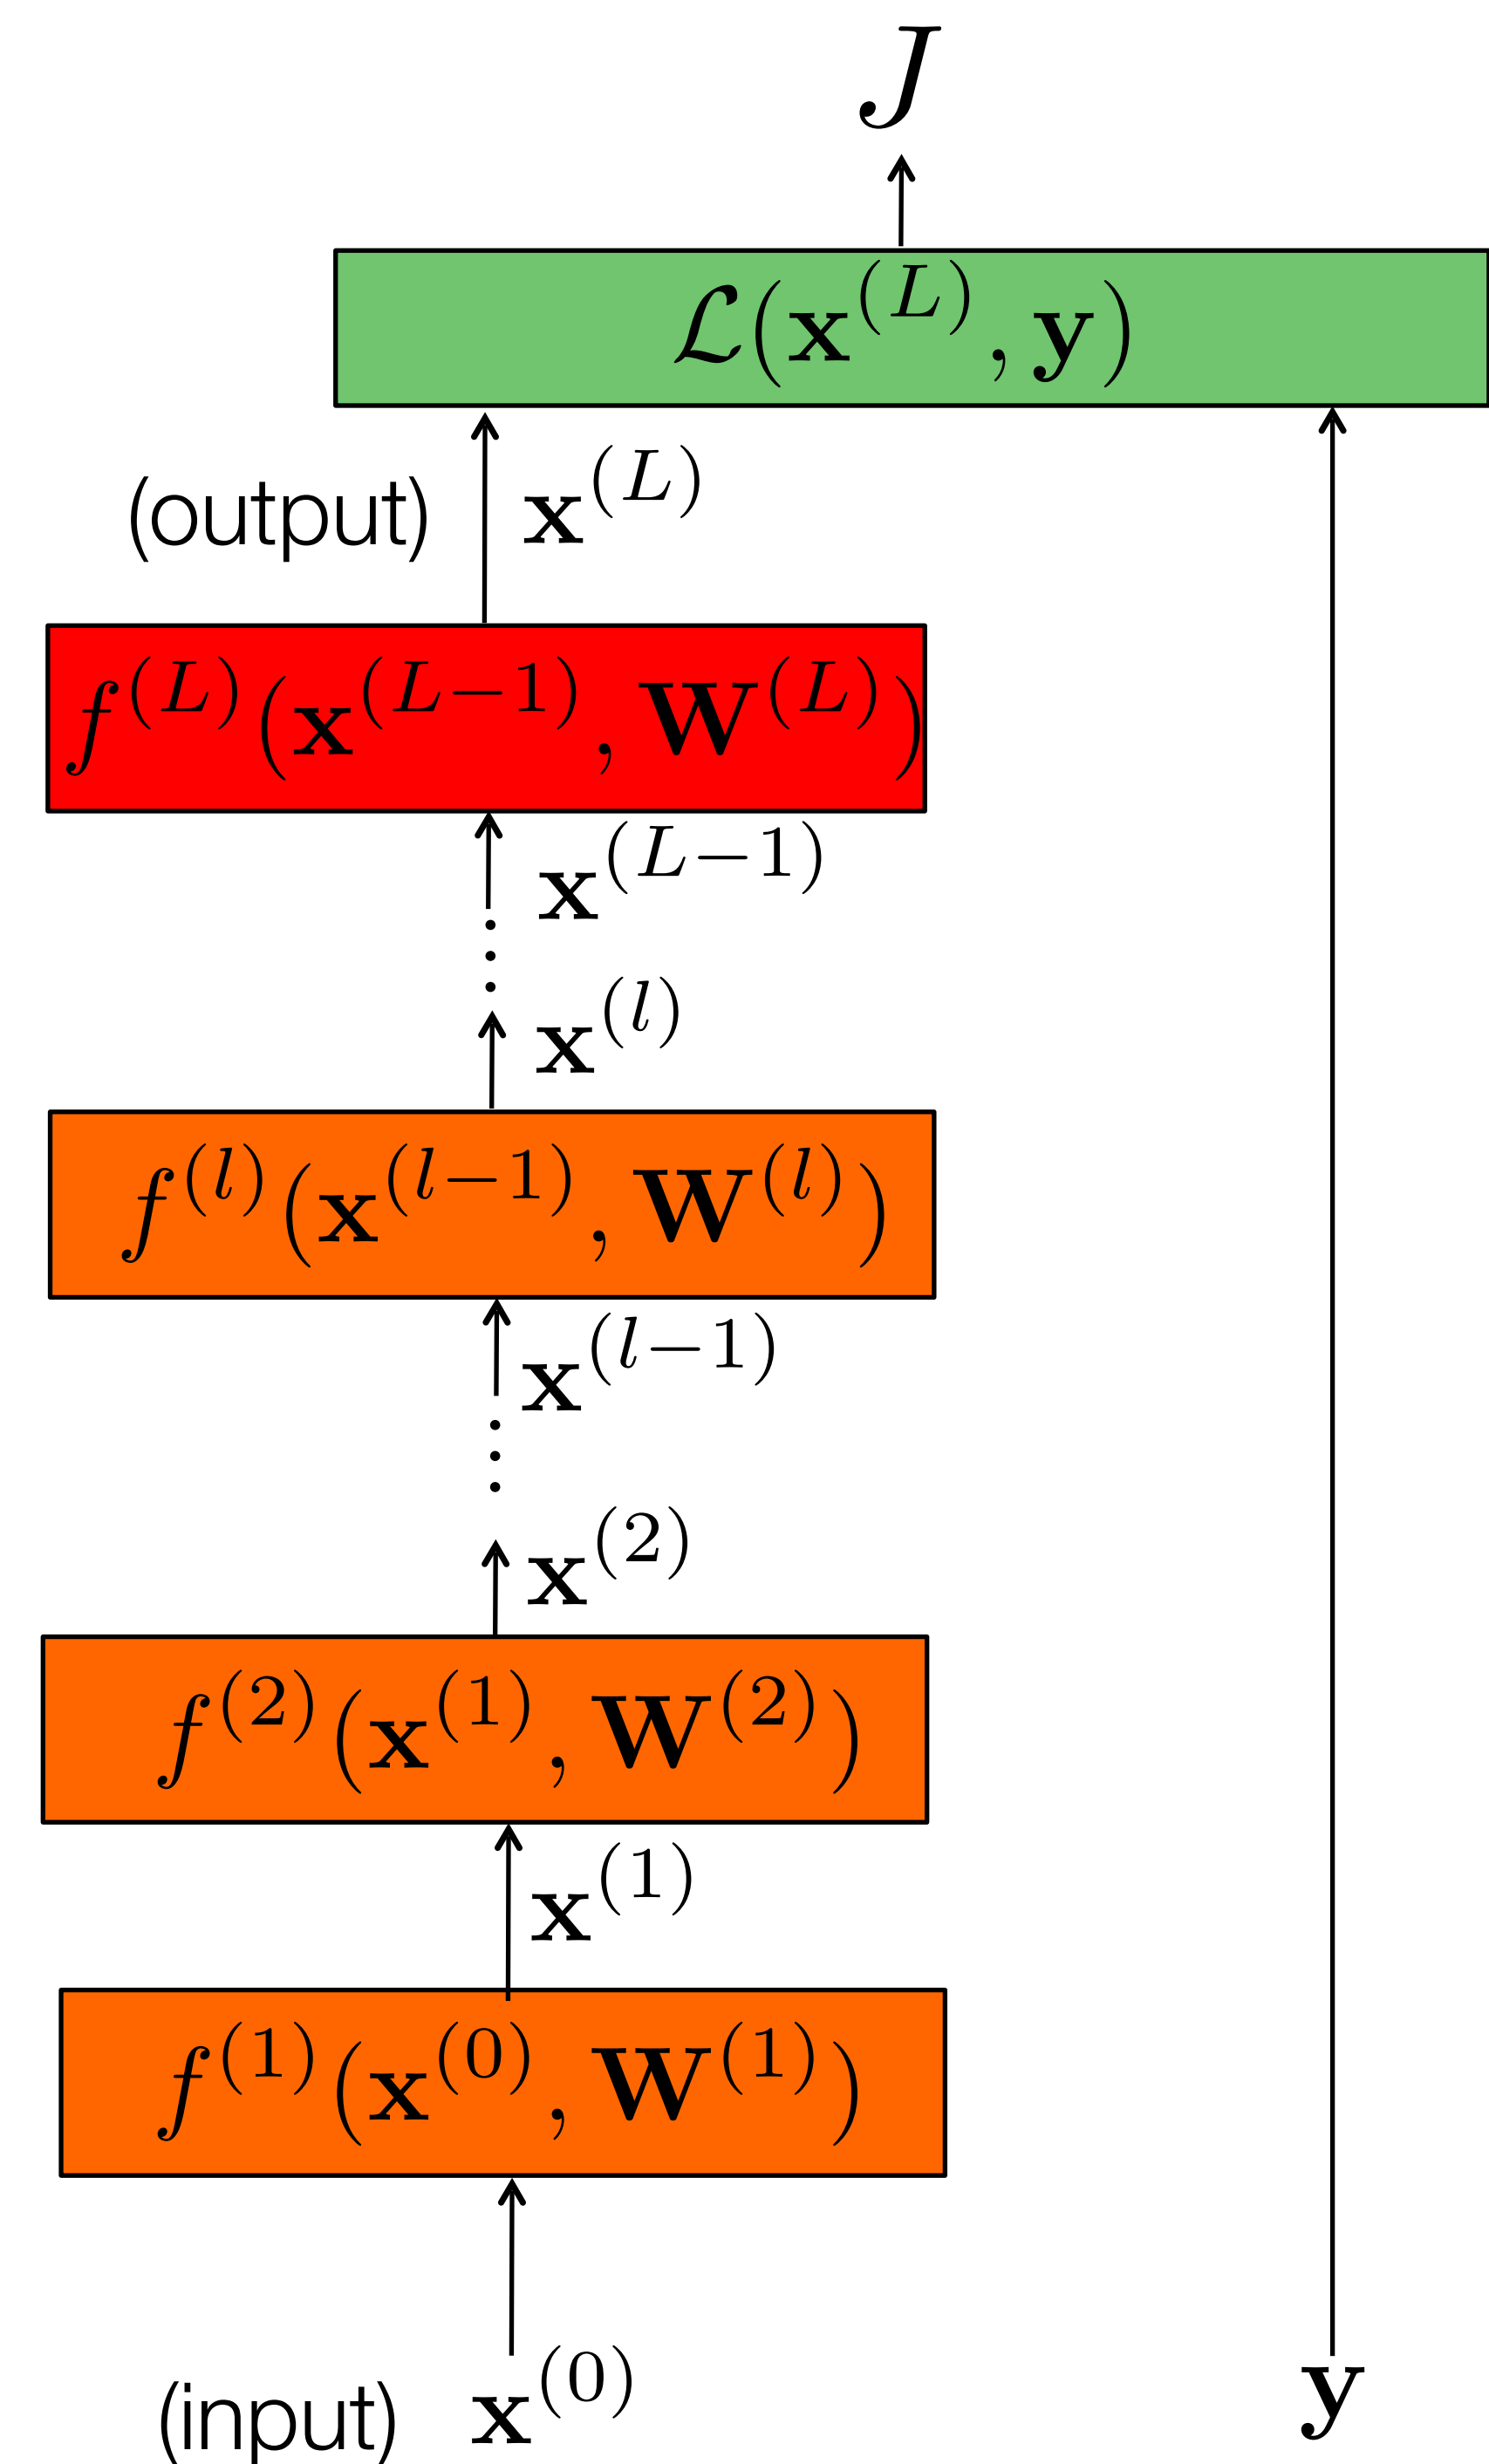 J
ℒ(𝐱^(L), 𝐲)
(output) 𝐱^(L)
f^(L)(𝐱^(L−1), 𝐖^(L))
𝐱^(L−1)
𝐱^(l)
f^(l)(𝐱^(l−1), 𝐖^(l))
𝐱^(l−1)
𝐱^(2)
f^(2)(𝐱^(1), 𝐖^(2))
𝐱^(1)
f^(1)(𝐱^(0), 𝐖^(1))
(input) 𝐱^(0) 𝐲